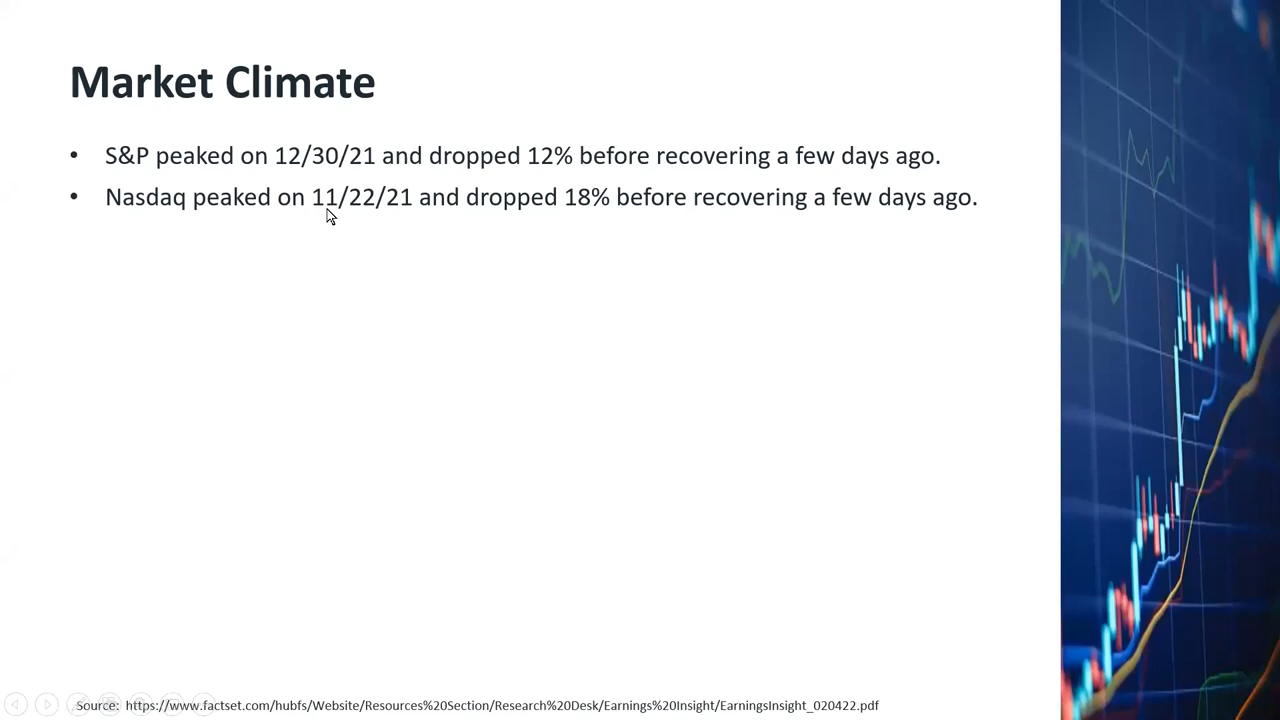 Market Climate
• S&P peaked on 12/30/21 and dropped 12% before recovering a few days ago.
• Nasdaq peaked on 11/22/21 and dropped 18% before recovering a few days ago.
Source: https://www.factset.com/hubfs/Website/Resources%20Section/Research%20Desk/Earnings%20Insight/EarningsInsight_020422.pdf